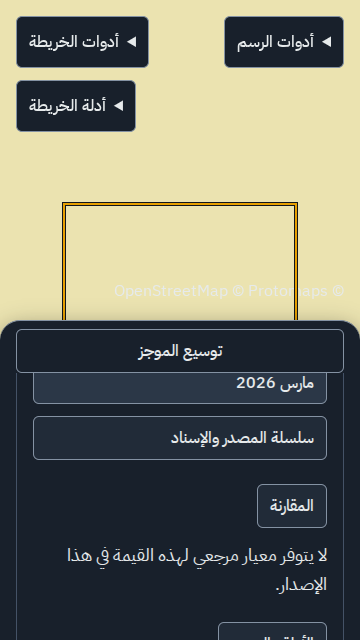 أدوات الرسم
أدوات الخريطة
أدلة الخريطة
OpenStreetMap © Protomaps ©
توسيع الموجز
مارس 2026
سلسلة المصدر والإسناد
المقارنة
لا يتوفر معيار مرجعي لهذه القيمة في هذا
الإصدار.